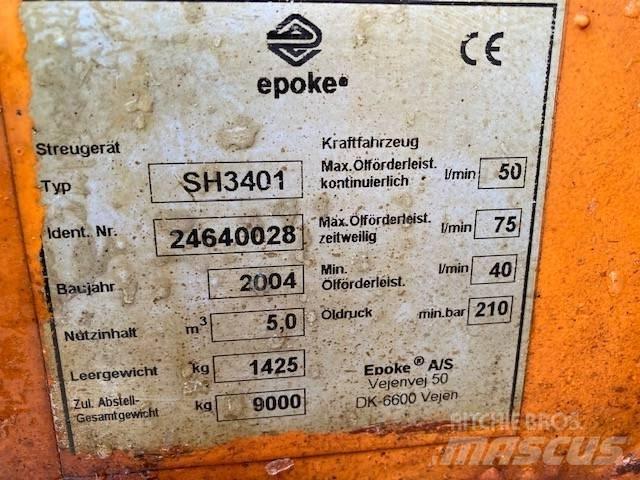 epoke®
CE
Streugerät
Typ SH3401
Ident. Nr. 24640028
Baujahr 2004
Nutzinhalt m³ 5,0
Leergewicht kg 1425
Zul. Abstell-
Gesamtgewicht kg 9000
Kraftfahrzeug
Max.Ölförderleist.
kontinuierlich l/min 50
Max.Ölförderleist.
zeitweilig l/min 75
Min.
Ölförderleist. l/min 40
Öldruck min.bar 210
Epoke® A/S
Vejenvej 50
DK-6600 Vejen
RITCHIE BROS.
MASCUS